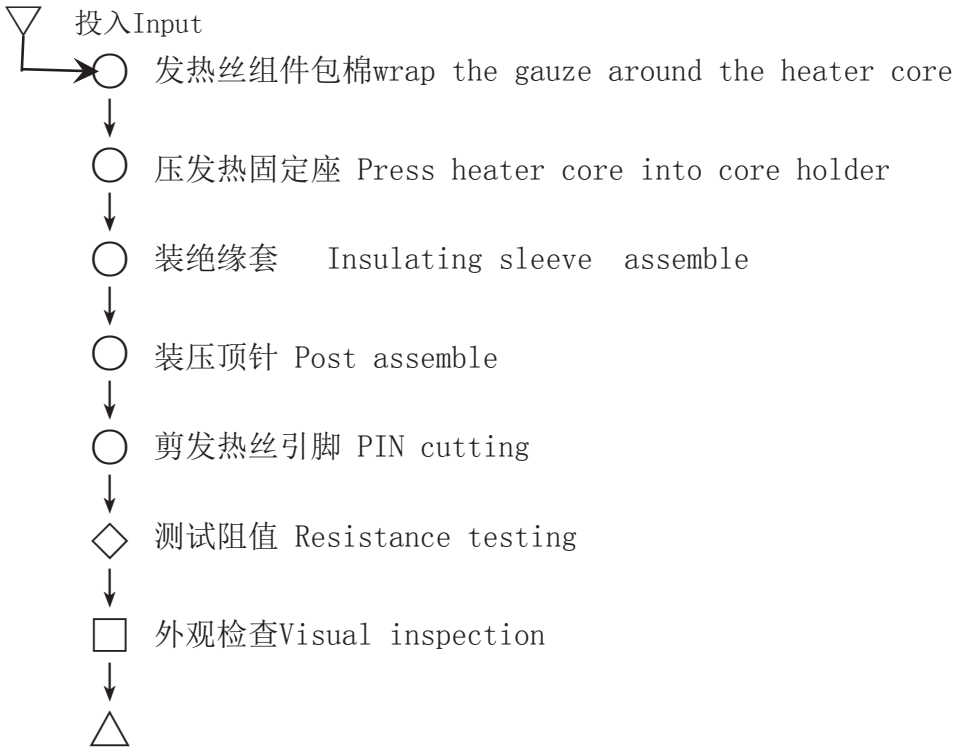 投入Input
发热丝组件包棉wrap the gauze around the heater core
压发热固定座 Press heater core into core holder
装绝缘套 Insulating sleeve assemble
装压顶针 Post assemble
剪发热丝引脚 PIN cutting
测试阻值 Resistance testing
外观检查Visual inspection